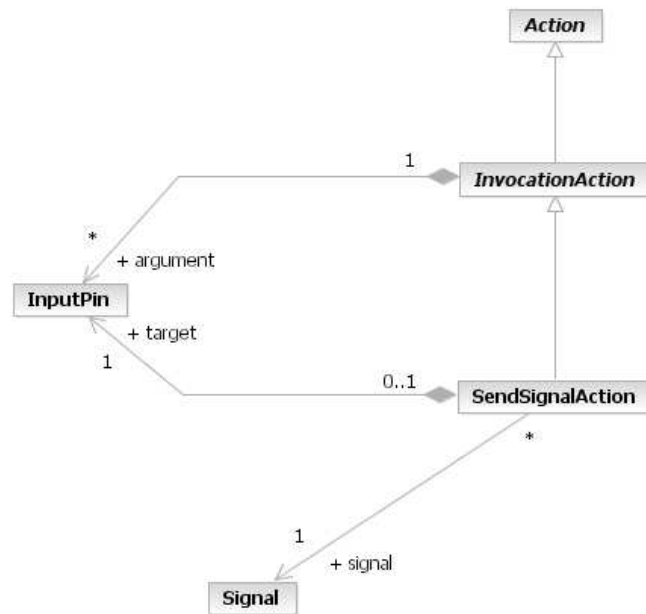 Action
1
InvocationAction
*
+ argument
InputPin
+ target
1
0..1
SendSignalAction
*
1
+ signal
Signal